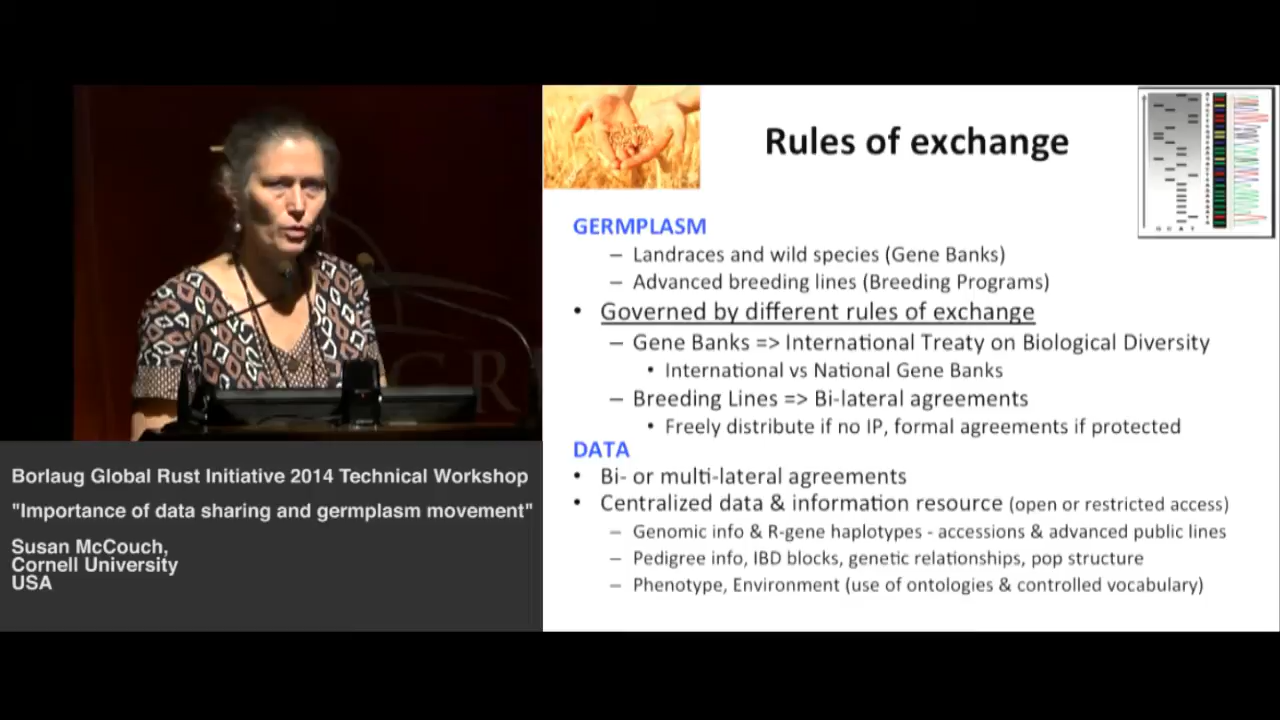 Rules of exchange
GERMPLASM
– Landraces and wild species (Gene Banks)
– Advanced breeding lines (Breeding Programs)
• Governed by different rules of exchange
– Gene Banks => International Treaty on Biological Diversity
• International vs National Gene Banks
– Breeding Lines => Bi-lateral agreements
• Freely distribute if no IP, formal agreements if protected
DATA
• Bi- or multi-lateral agreements
• Centralized data & information resource (open or restricted access)
– Genomic info & R-gene haplotypes - accessions & advanced public lines
– Pedigree info, IBD blocks, genetic relationships, pop structure
– Phenotype, Environment (use of ontologies & controlled vocabulary)
Borlaug Global Rust Initiative 2014 Technical Workshop
"Importance of data sharing and germplasm movement"
Susan McCouch,
Cornell University
USA